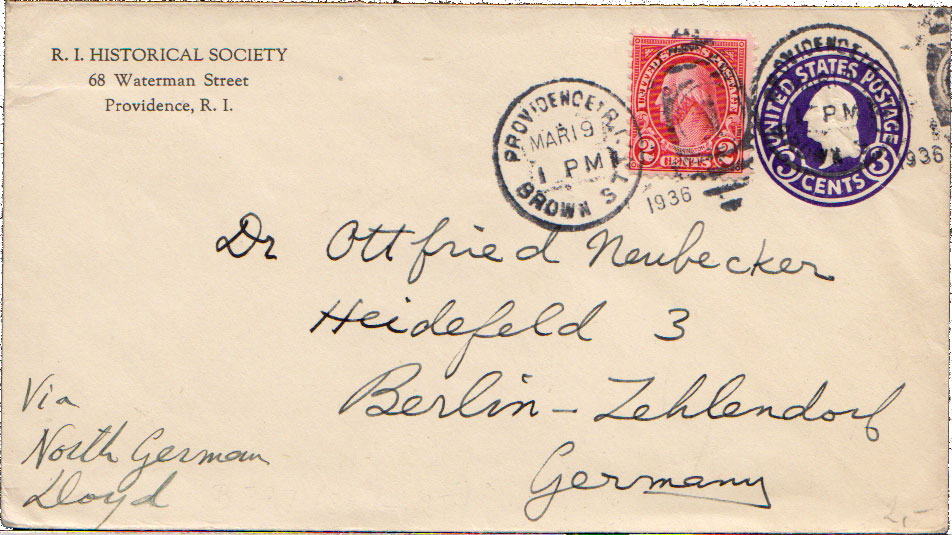 R. I. HISTORICAL SOCIETY
68 Waterman Street
Providence, R. I.
PROVIDENCE, R.I.
MAR 19
1 PM
BROWN ST.
1936
UNITED STATES POSTAGE
2 CENTS 2
PROVIDENCE
PM
1936
UNITED STATES POSTAGE
3 CENTS 3
Dr Ottfried Neubecker
Heidefeld 3
Berlin - Zehlendorf
Germany
Via
North German
Lloyd
2,-